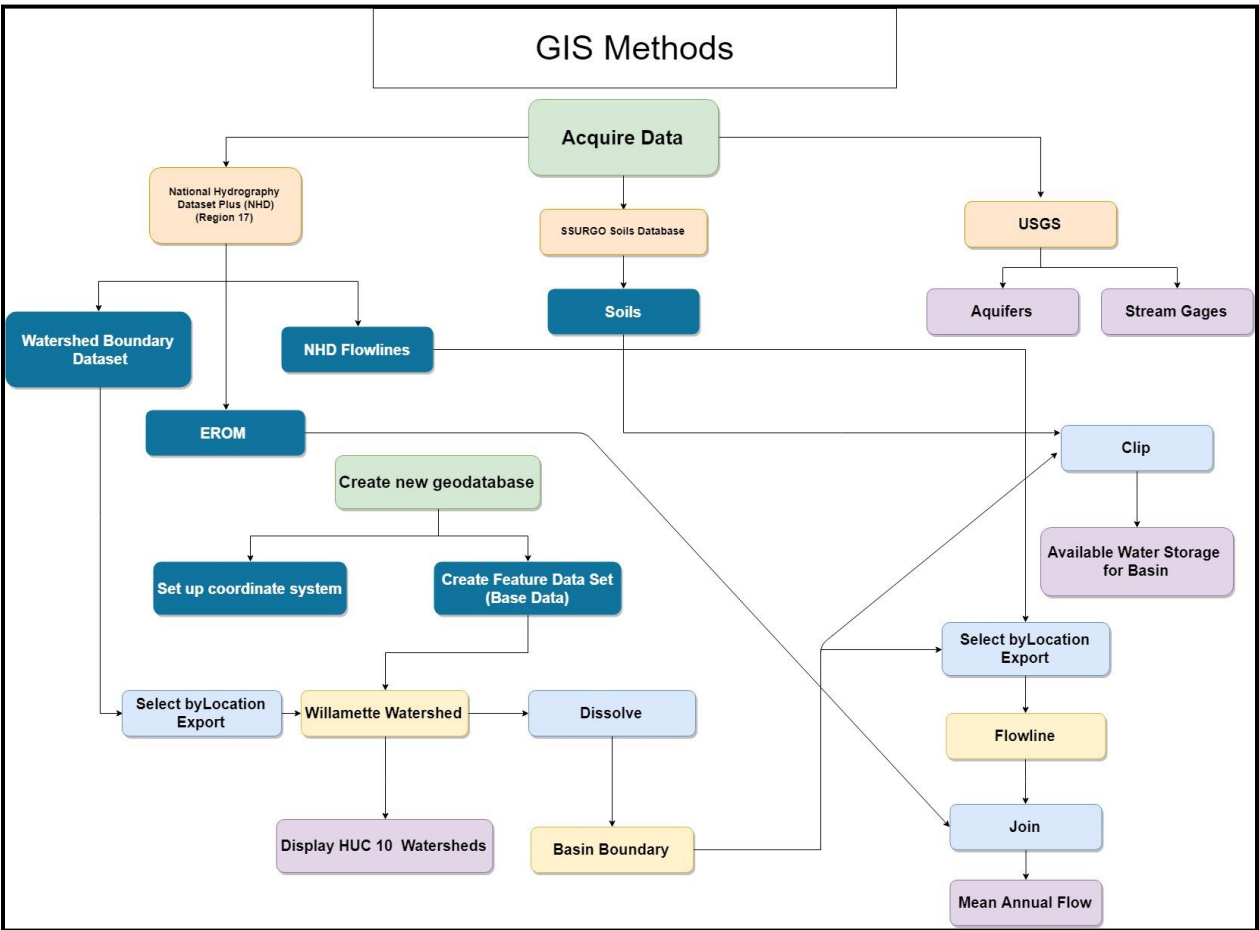 GIS Methods
Acquire Data
National Hydrography
Dataset Plus (NHD)
(Region 17)
SSURGO Soils Database
USGS
Aquifers
Stream Gages
Soils
Watershed Boundary
Dataset
NHD Flowlines
EROM
Clip
Create new geodatabase
Available Water Storage
for Basin
Set up coordinate system
Create Feature Data Set
(Base Data)
Select byLocation
Export
Select byLocation
Export
Willamette Watershed
Dissolve
Flowline
Join
Display HUC 10 Watersheds
Basin Boundary
Mean Annual Flow